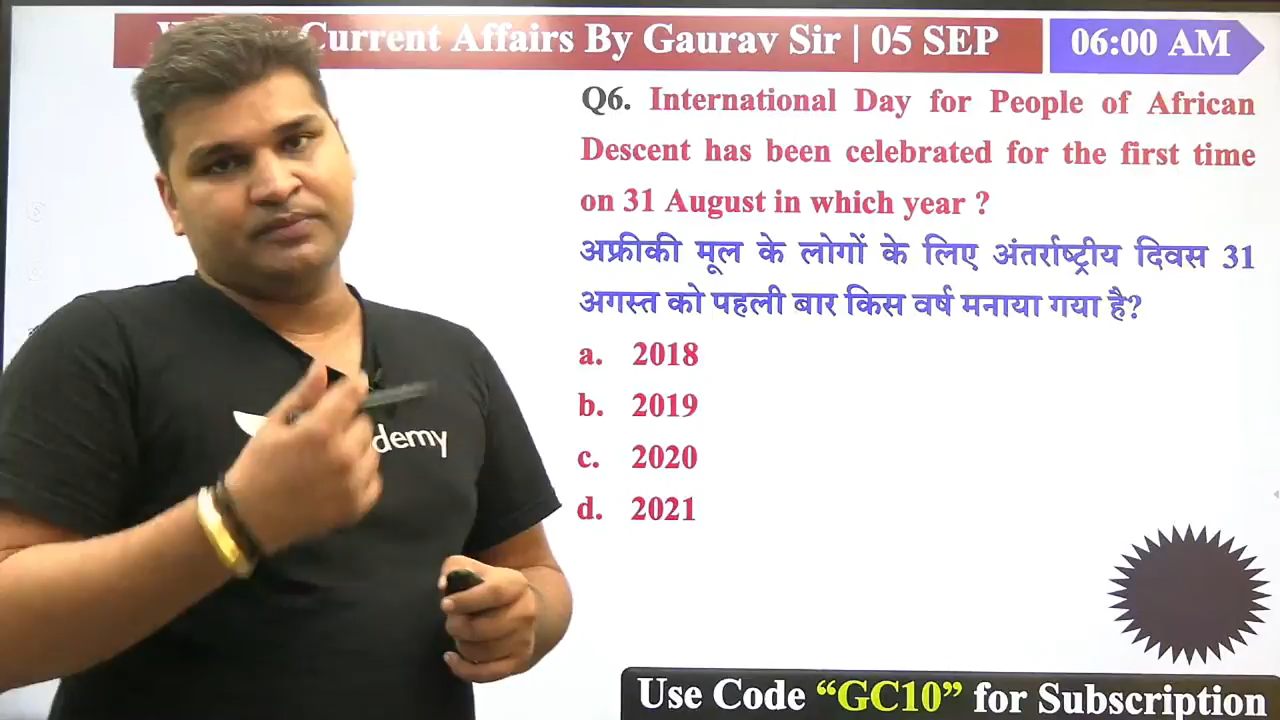 Current Affairs By Gaurav Sir | 05 SEP
06:00 AM
Q6. International Day for People of African
Descent has been celebrated for the first time
on 31 August in which year ?
अफ्रीकी मूल के लोगों के लिए अंतर्राष्ट्रीय दिवस 31
अगस्त को पहली बार किस वर्ष मनाया गया है?
a. 2018
b. 2019
c. 2020
d. 2021
demy
Use Code “GC10” for Subscription